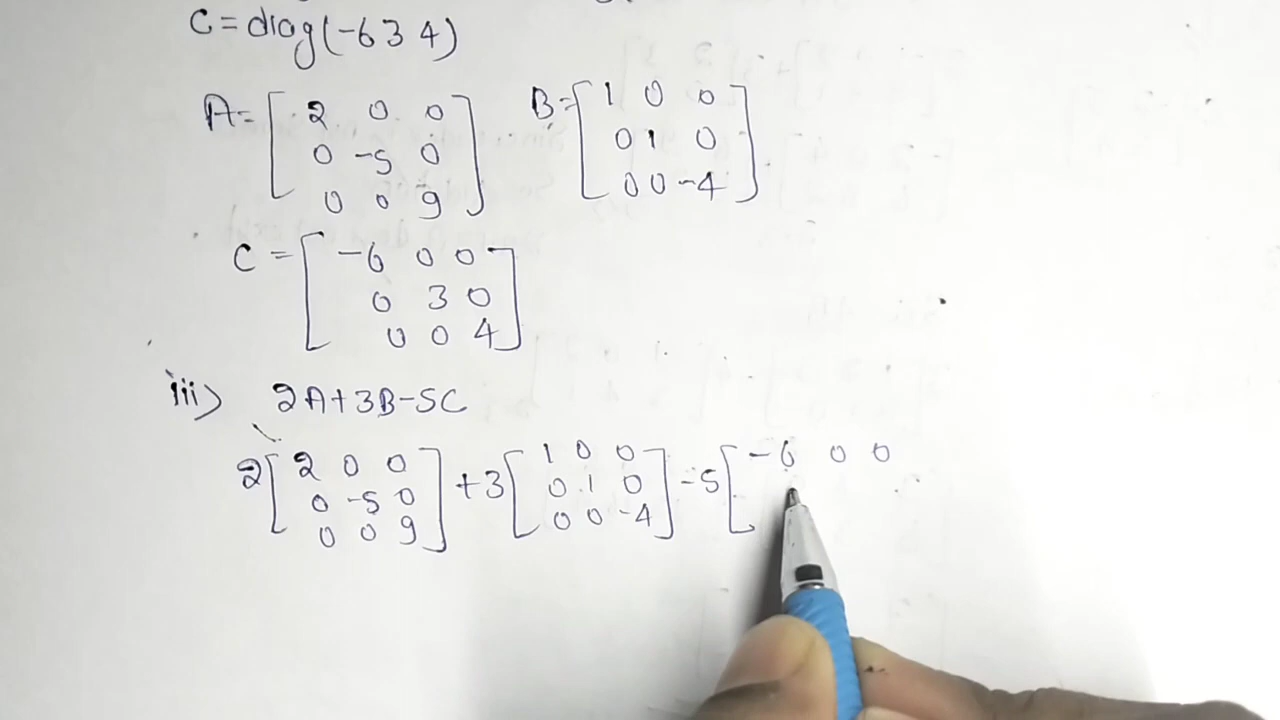 C = diag(-6 3 4)
A = [ 2 0 0   B = [ 1 0 0
0 -5 0   0 1 0
0 0 9 ]   0 0 -4 ]
C = [ -6 0 0
0 3 0
0 0 4 ]
iii) 2A+3B-5C
2[ 2 0 0 ] +3[ 1 0 0 ] -5[ -6 0 0
0 -5 0   0 1 0
0 0 9   0 0 -4